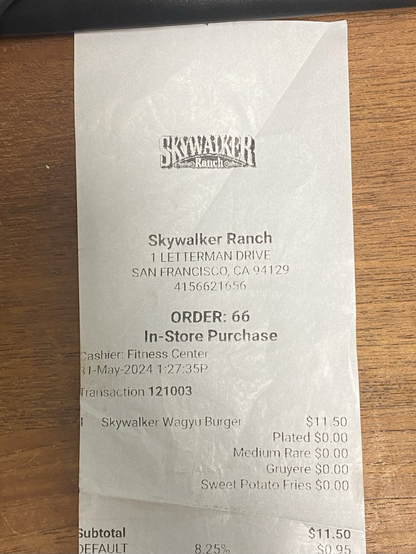 SKYWALKER
Ranch
Skywalker Ranch
1 LETTERMAN DRIVE
SAN FRANCISCO, CA 94129
4156621656
ORDER: 66
In-Store Purchase
Cashier: Fitness Center
31-May-2024 1:27:35P
Transaction 121003
1 Skywalker Wagyu Burger $11.50
Plated $0.00
Medium Rare $0.00
Gruyere $0.00
Sweet Potato Fries $0.00
Subtotal $11.50
DEFAULT 8.25% $0.95